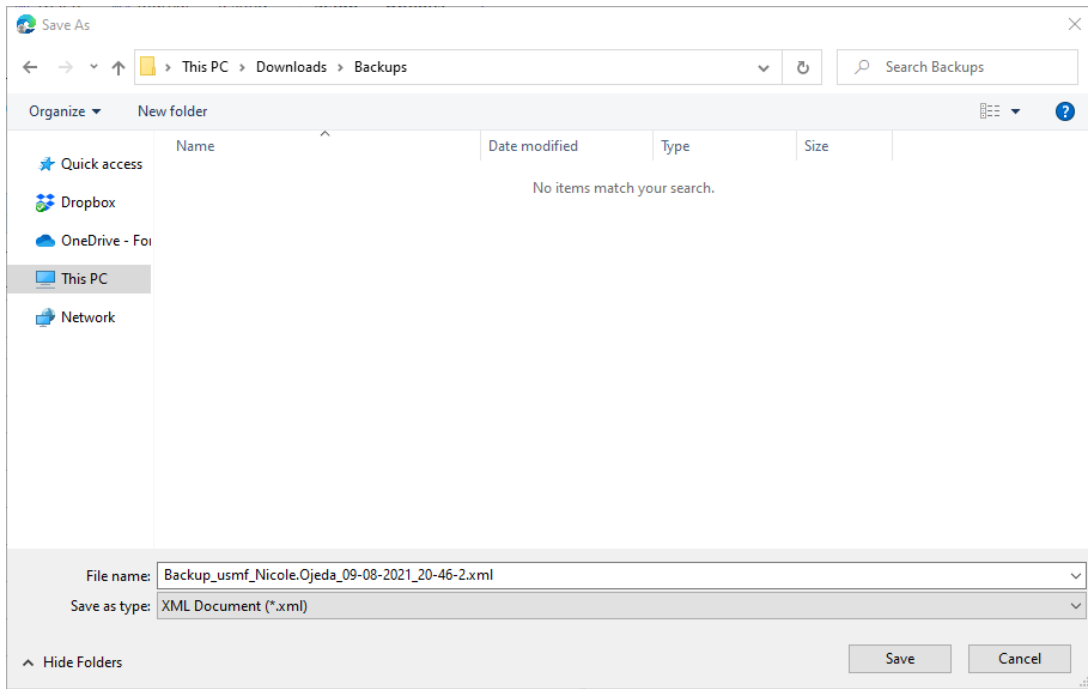 Save As
This PC > Downloads > Backups
Search Backups
Organize
New folder
Name
Date modified
Type
Size
No items match your search.
Quick access
Dropbox
OneDrive - For
This PC
Network
File name: Backup_usmf_Nicole.Ojeda_09-08-2021_20-46-2.xml
Save as type: XML Document (*.xml)
Hide Folders
Save
Cancel